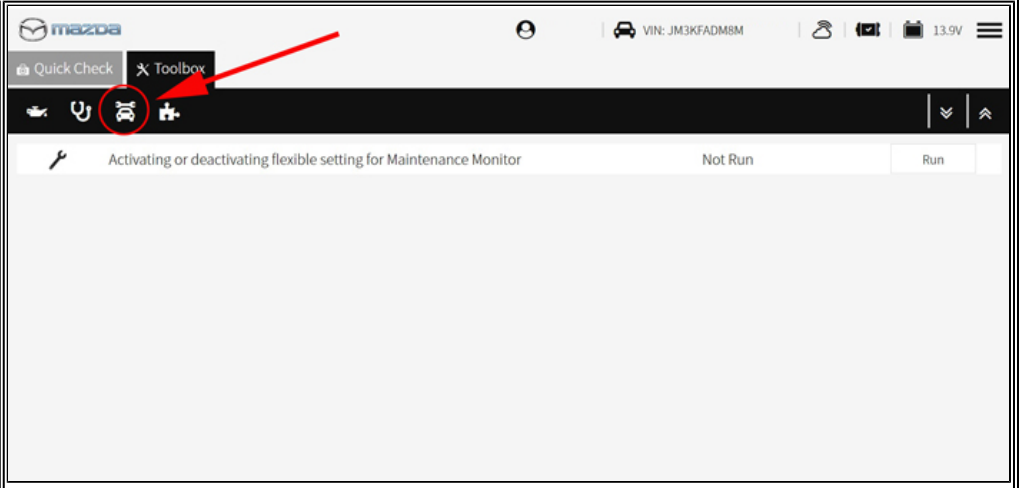 mazda
VIN: JM3KFADM8M
13.9V
Quick Check
Toolbox
Activating or deactivating flexible setting for Maintenance Monitor
Not Run
Run